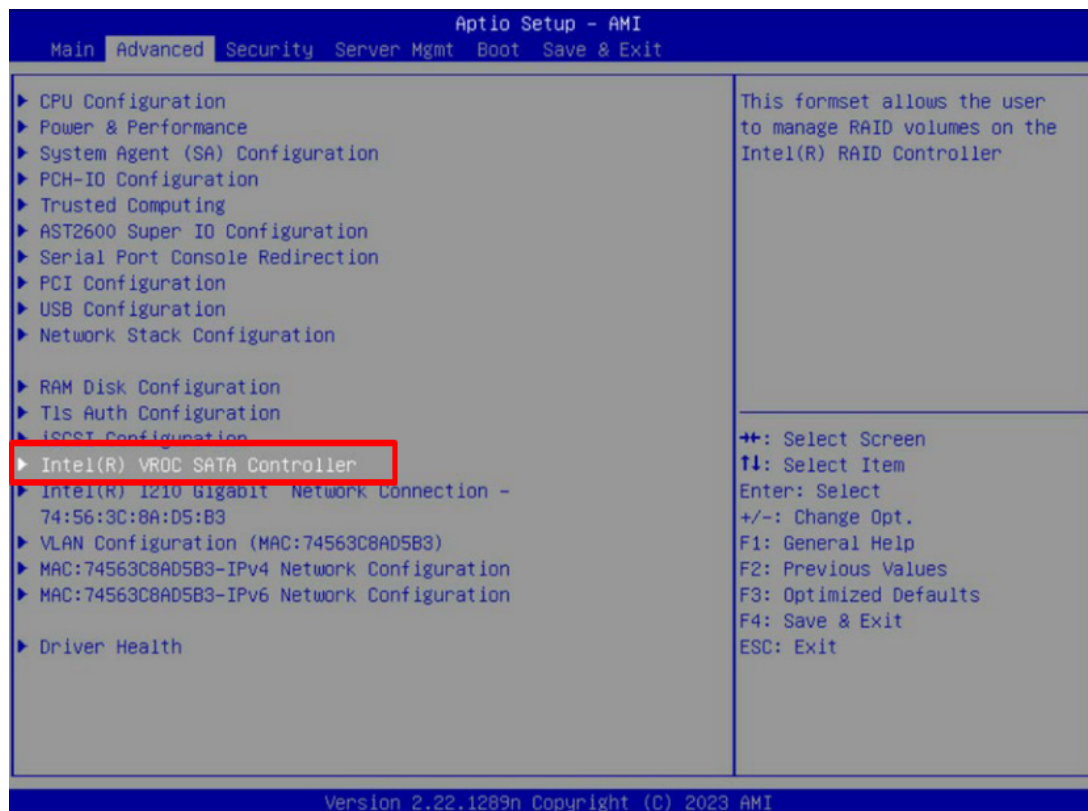 Aptio Setup – AMI
Main Advanced Security Server Mgmt Boot Save & Exit
CPU Configuration
Power & Performance
System Agent (SA) Configuration
PCH-IO Configuration
Trusted Computing
AST2600 Super IO Configuration
Serial Port Console Redirection
PCI Configuration
USB Configuration
Network Stack Configuration
RAM Disk Configuration
Tls Auth Configuration
iSCSI Configuration
Intel(R) VROC SATA Controller
Intel(R) I210 Gigabit Network Connection –
74:56:3C:8A:D5:B3
VLAN Configuration (MAC:74563C8AD5B3)
MAC:74563C8AD5B3-IPv4 Network Configuration
MAC:74563C8AD5B3-IPv6 Network Configuration
Driver Health
This formset allows the user
to manage RAID volumes on the
Intel(R) RAID Controller
→←: Select Screen
↑↓: Select Item
Enter: Select
+/-: Change Opt.
F1: General Help
F2: Previous Values
F3: Optimized Defaults
F4: Save & Exit
ESC: Exit
Version 2.22.1289n Copyright (C) 2023 AMI